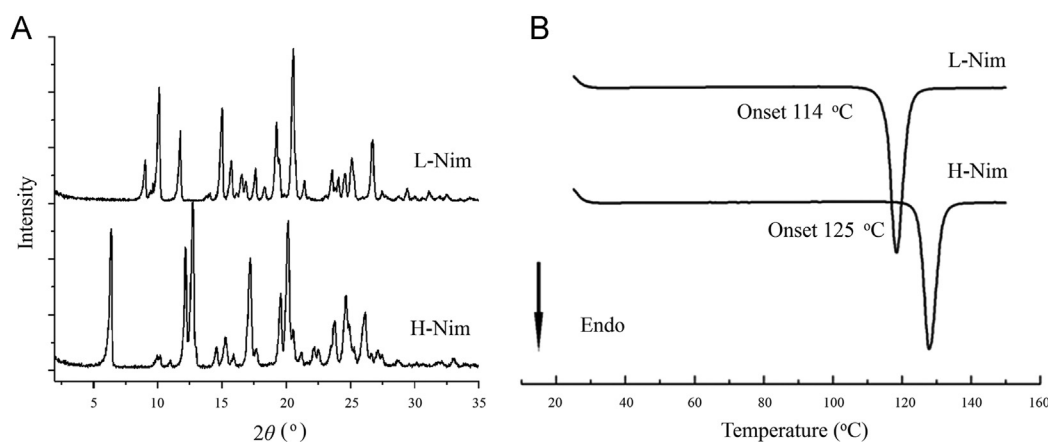 A
L-Nim
H-Nim
Intensity
5 10 15 20 25 30 35
2θ (°)
B
L-Nim
Onset 114 °C
H-Nim
Onset 125 °C
Endo
20 40 60 80 100 120 140 160
Temperature (°C)